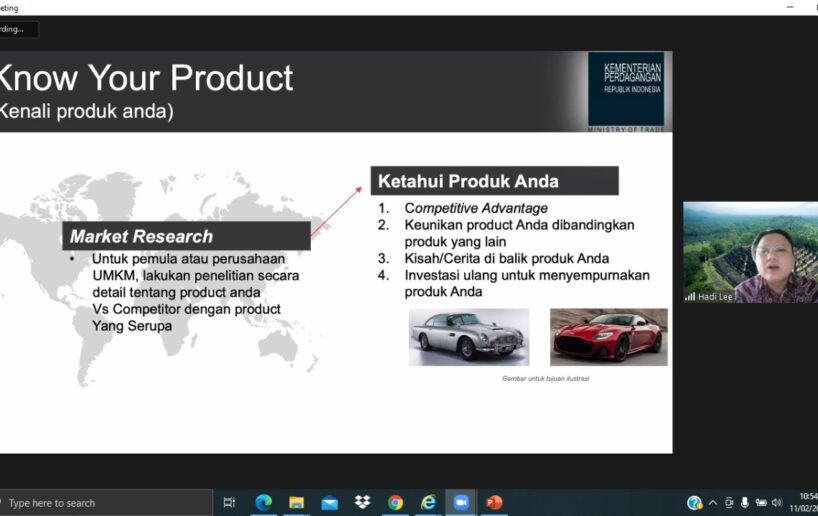 eting
rding...
Know Your Product
(Kenali produk anda)
KEMENTERIAN
PERDAGANGAN
REPUBLIK INDONESIA
MINISTRY OF TRADE
Ketahui Produk Anda
1. Competitive Advantage
2. Keunikan product Anda dibandingkan
produk yang lain
3. Kisah/Cerita di balik produk Anda
4. Investasi ulang untuk menyempurnakan
produk Anda
Market Research
• Untuk pemula atau perusahaan
UMKM, lakukan penelitian secara
detail tentang product anda
Vs Competitor dengan product
Yang Serupa
Gambar untuk tujuan ilustrasi
Hadi Lee
Type here to search
10:54
11/02/20